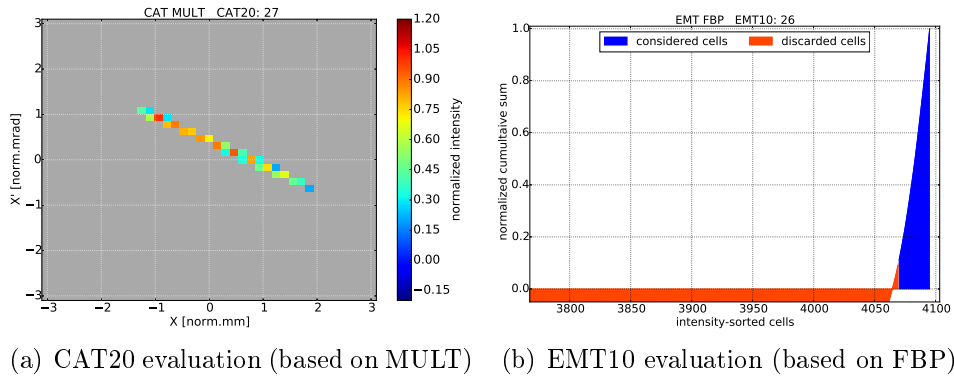 CAT MULT CAT20: 27
3
2
1
0
−1
−2
−3
X' [norm.mrad]
−3 −2 −1 0 1 2 3
X [norm.mm]
1.20
1.05
0.90
0.75
0.60
0.45
0.30
0.15
0.00
−0.15
normalized intensity
(a) CAT20 evaluation (based on MULT)
EMT FBP EMT10: 26
considered cells discarded cells
1.0
0.8
0.6
0.4
0.2
0.0
normalized cumultaive sum
3800 3850 3900 3950 4000 4050 4100
intensity-sorted cells
(b) EMT10 evaluation (based on FBP)